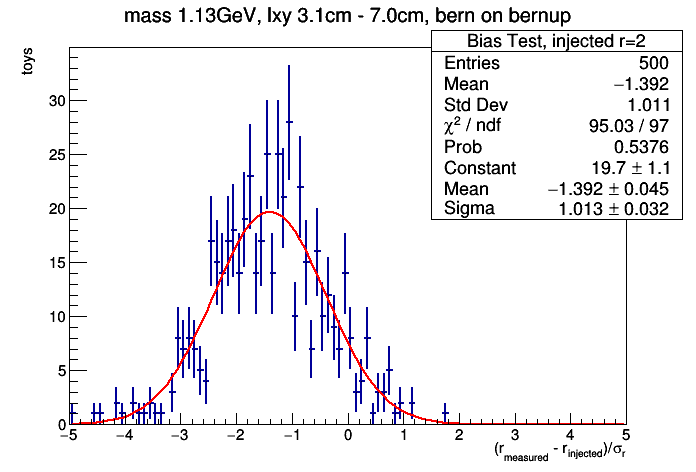 mass 1.13GeV, lxy 3.1cm - 7.0cm, bern on bernup
Bias Test, injected r=2
Entries 500
Mean −1.392
Std Dev 1.011
χ² / ndf 95.03 / 97
Prob 0.5376
Constant 19.7 ± 1.1
Mean −1.392 ± 0.045
Sigma 1.013 ± 0.032
toys
30
25
20
15
10
5
0
−5 −4 −3 −2 −1 0 1 2 3 4 5
(r_measured - r_injected)/σ_r